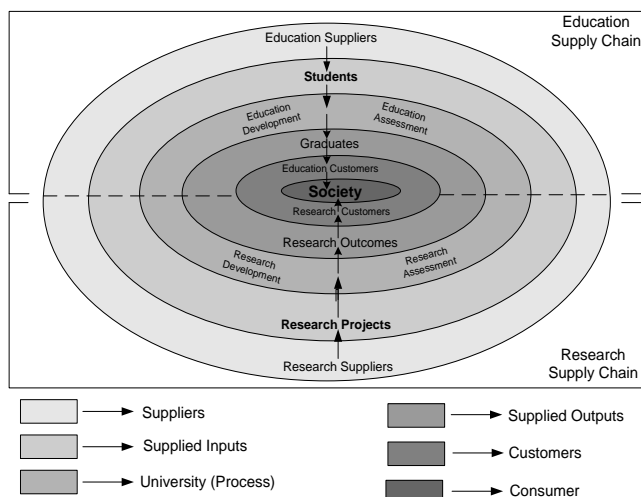 Education
Supply Chain
Education Suppliers
Students
Education
Development
Education
Assessment
Graduates
Education Customers
Society
Research Customers
Research Outcomes
Research
Development
Research
Assessment
Research Projects
Research Suppliers
Research
Supply Chain
Suppliers
Supplied Inputs
University (Process)
Supplied Outputs
Customers
Consumer